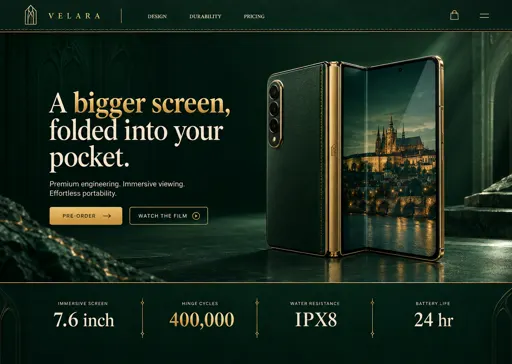 VELARA
DESIGN
DURABILITY
PRICING
A bigger screen,
folded into your
pocket.
Premium engineering. Immersive viewing.
Effortless portability.
PRE-ORDER
WATCH THE FILM
IMMERSIVE SCREEN
7.6 inch
HINGE CYCLES
400,000
WATER RESISTANCE
IPX8
BATTERY LIFE
24 hr